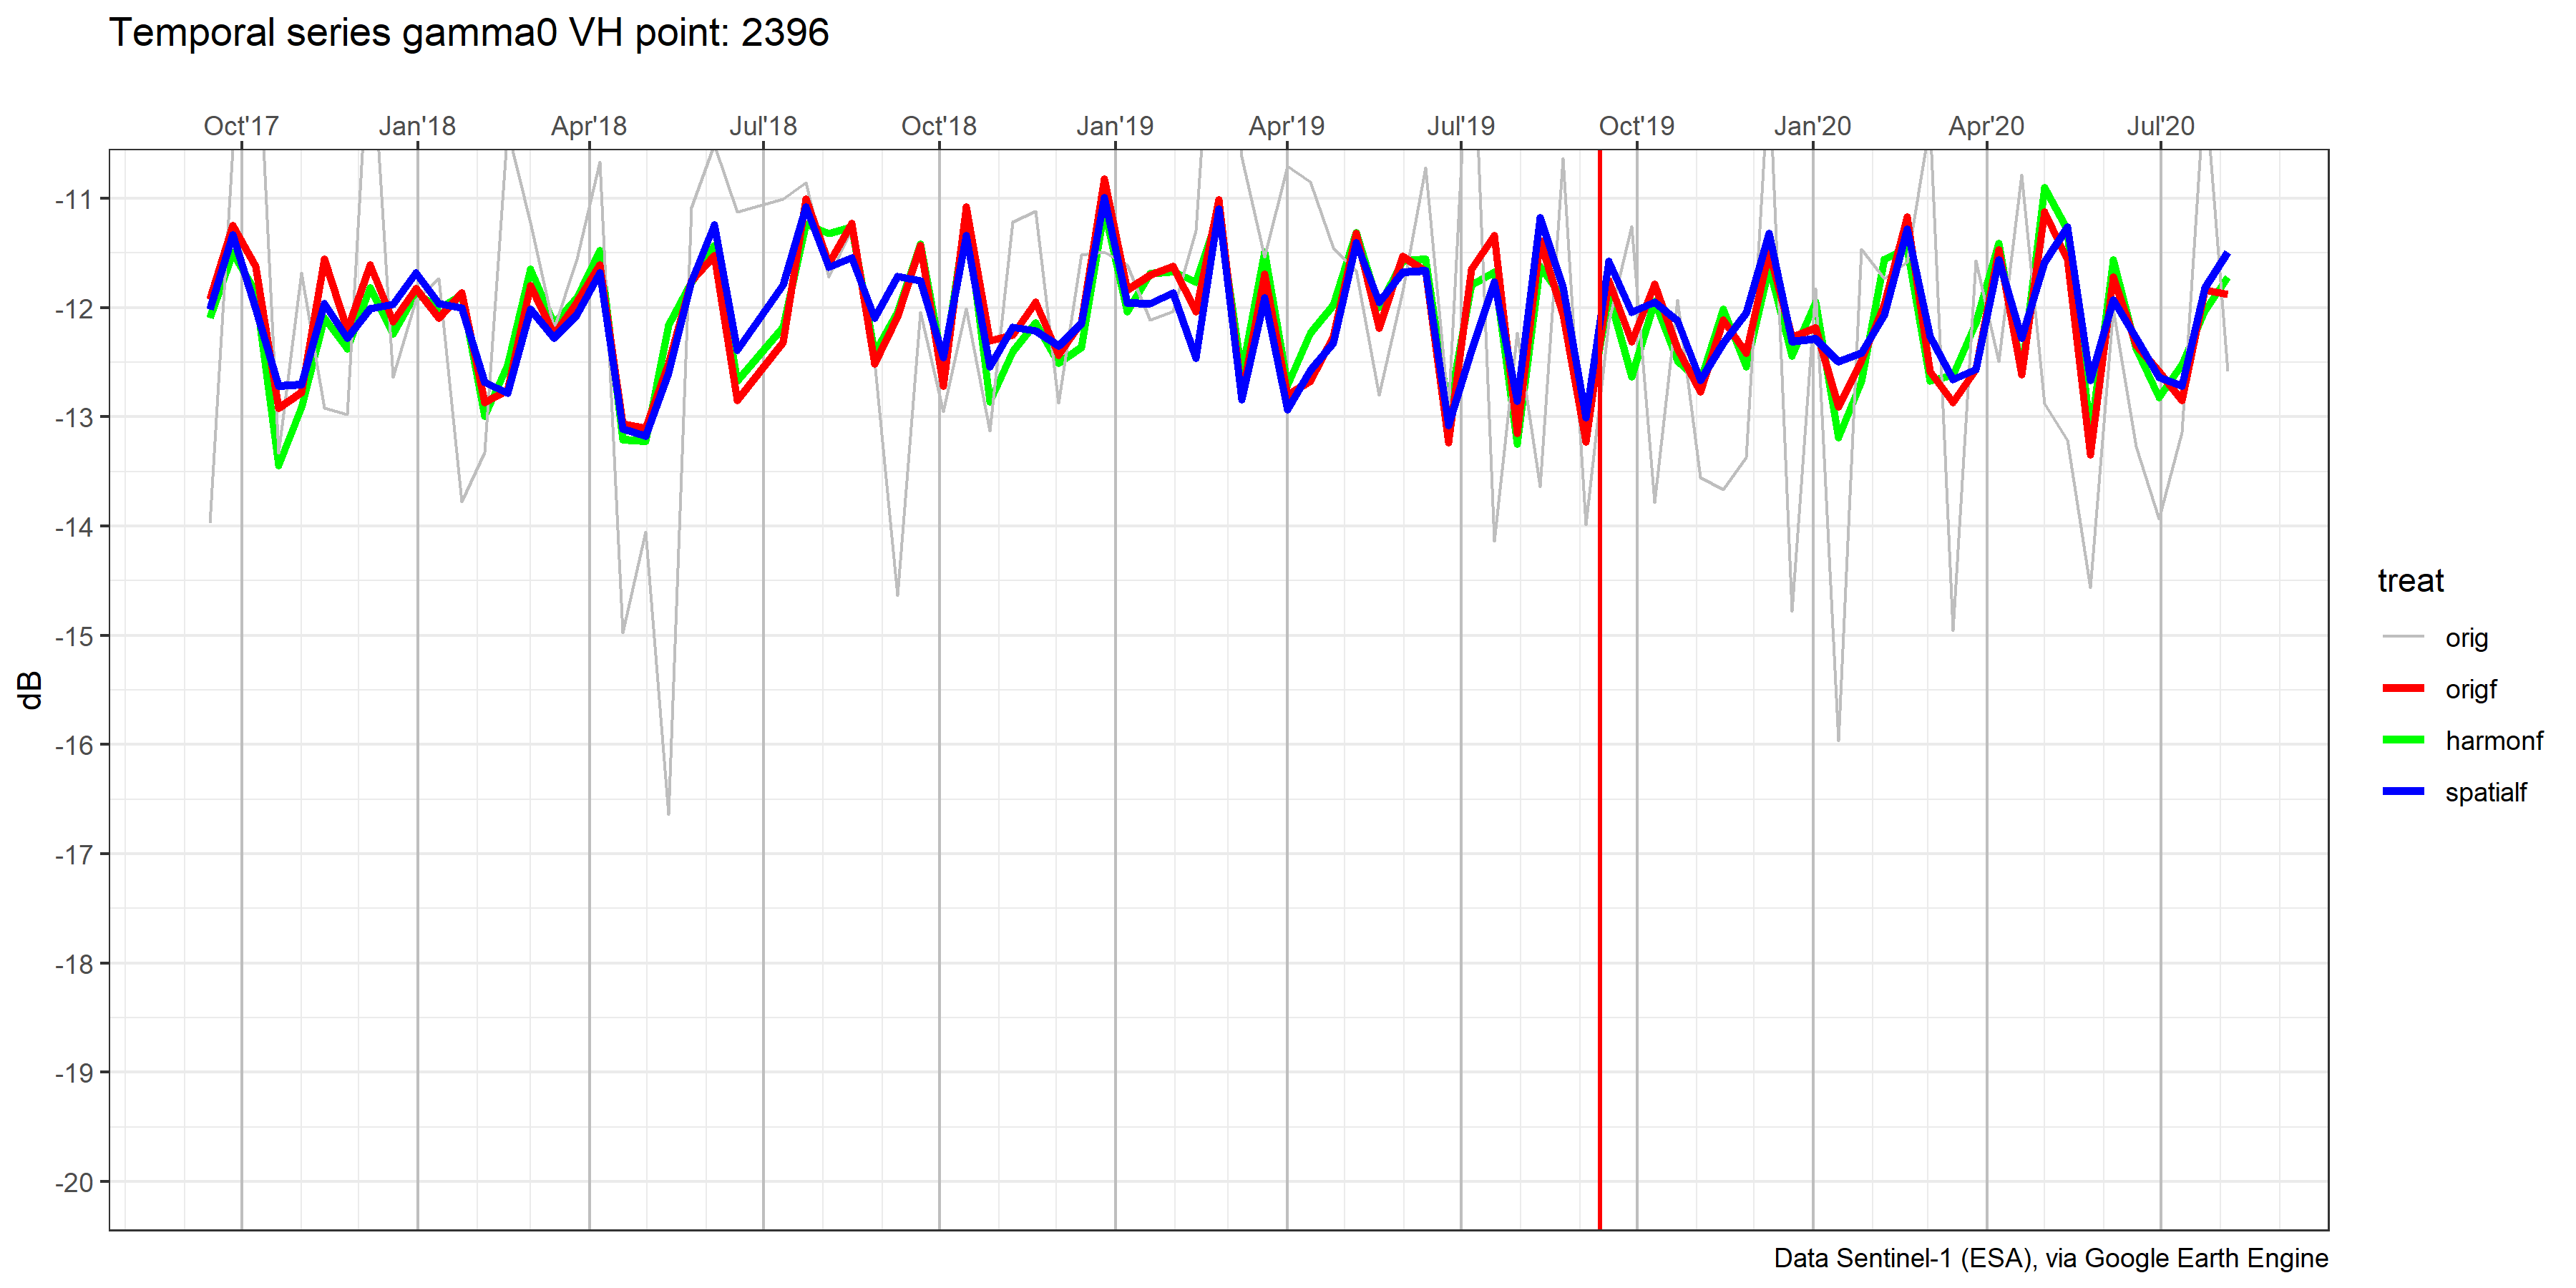 Temporal series gamma0 VH point: 2396
Oct'17 Jan'18 Apr'18 Jul'18 Oct'18 Jan'19 Apr'19 Jul'19 Oct'19 Jan'20 Apr'20 Jul'20
-11
-12
-13
-14
-15
-16
-17
-18
-19
-20
dB
treat
orig
origf
harmonf
spatialf
Data Sentinel-1 (ESA), via Google Earth Engine